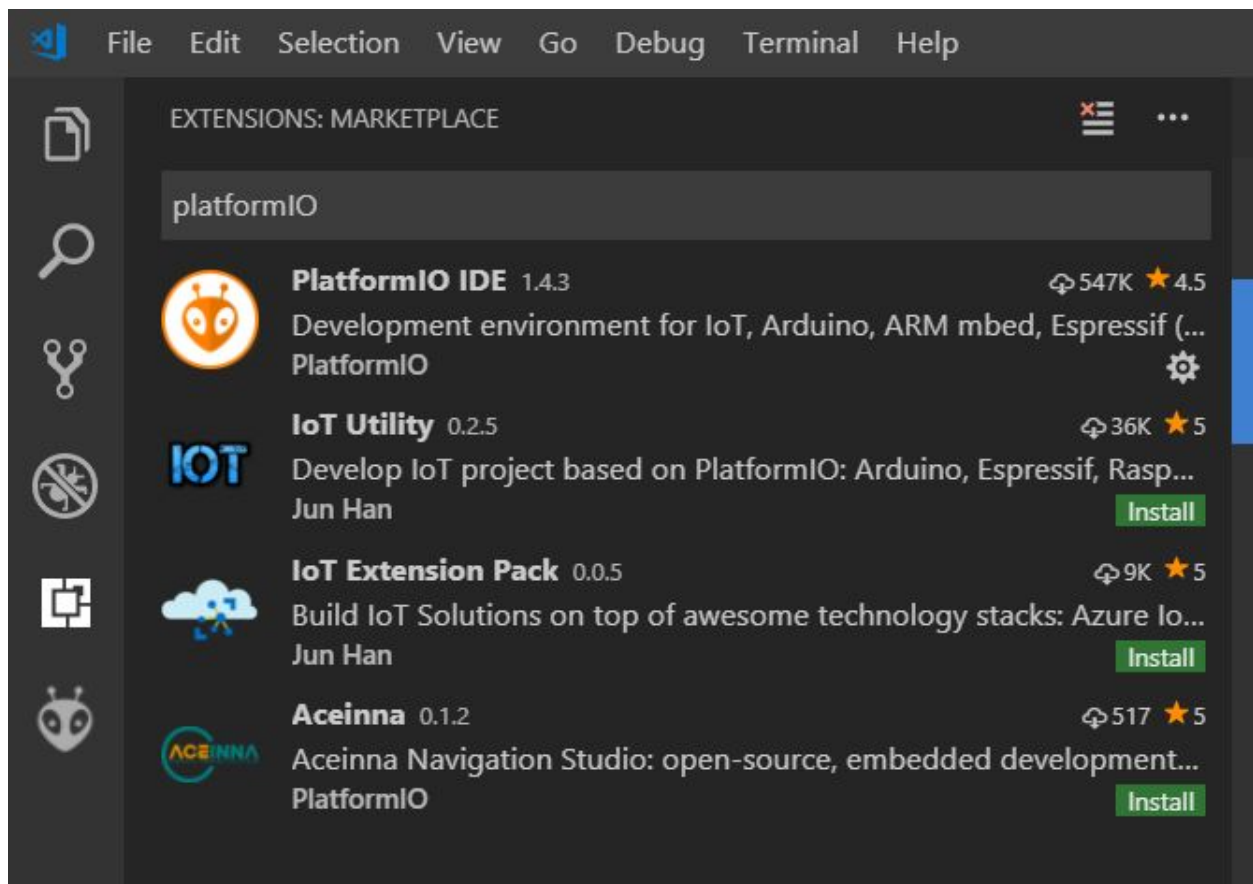 File Edit Selection View Go Debug Terminal Help
EXTENSIONS: MARKETPLACE
platformIO
PlatformIO IDE 1.4.3 547K 4.5
Development environment for IoT, Arduino, ARM mbed, Espressif (...
PlatformIO
IoT Utility 0.2.5 36K 5
IOT
Develop IoT project based on PlatformIO: Arduino, Espressif, Rasp...
Jun Han Install
IoT Extension Pack 0.0.5 9K 5
Build IoT Solutions on top of awesome technology stacks: Azure Io...
Jun Han Install
Aceinna 0.1.2 517 5
ACEINNA
Aceinna Navigation Studio: open-source, embedded development...
PlatformIO Install